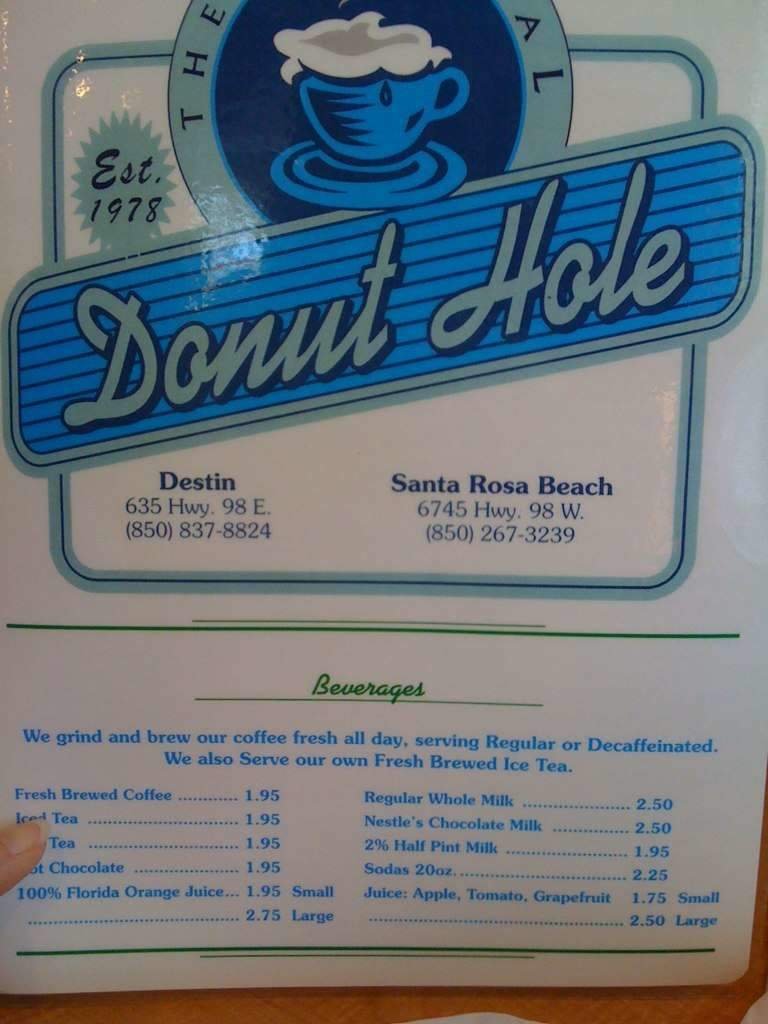 THE
AL
Est.
1978
Donut Hole
Destin
635 Hwy. 98 E.
(850) 837-8824
Santa Rosa Beach
6745 Hwy. 98 W.
(850) 267-3239
Beverages
We grind and brew our coffee fresh all day, serving Regular or Decaffeinated.
We also Serve our own Fresh Brewed Ice Tea.
Fresh Brewed Coffee ............ 1.95
Iced Tea .............................. 1.95
Tea .............................. 1.95
ot Chocolate ..................... 1.95
100% Florida Orange Juice... 1.95 Small
.......................................... 2.75 Large
Regular Whole Milk ..................... 2.50
Nestle's Chocolate Milk ............... 2.50
2% Half Pint Milk ........................ 1.95
Sodas 20oz. ................................. 2.25
Juice: Apple, Tomato, Grapefruit 1.75 Small
.................................................. 2.50 Large